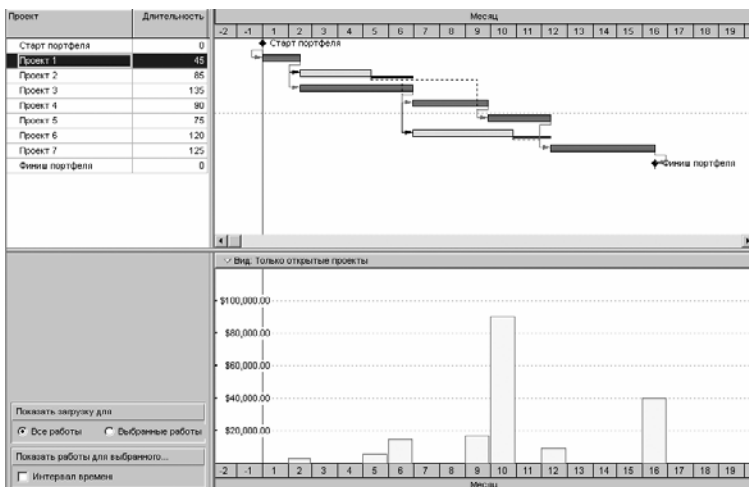 Проект Длительность Месяц
-2 -1 1 2 3 4 5 6 7 8 9 10 11 12 13 14 15 16 17 18 19
Старт портфеля 0 Старт портфеля
Проект 1 45
Проект 2 85
Проект 3 135
Проект 4 90
Проект 5 75
Проект 6 120
Проект 7 125
Финиш портфеля 0 Финиш портфеля
Вид: Только открытые проекты
$100,000.00
$80,000.00
$60,000.00
$40,000.00
$20,000.00
Показать загрузку для
Все работы Выбранные работы
Показать работы для выбранного...
Интервал времени
-2 -1 1 2 3 4 5 6 7 8 9 10 11 12 13 14 15 16 17 18 19
Месяц